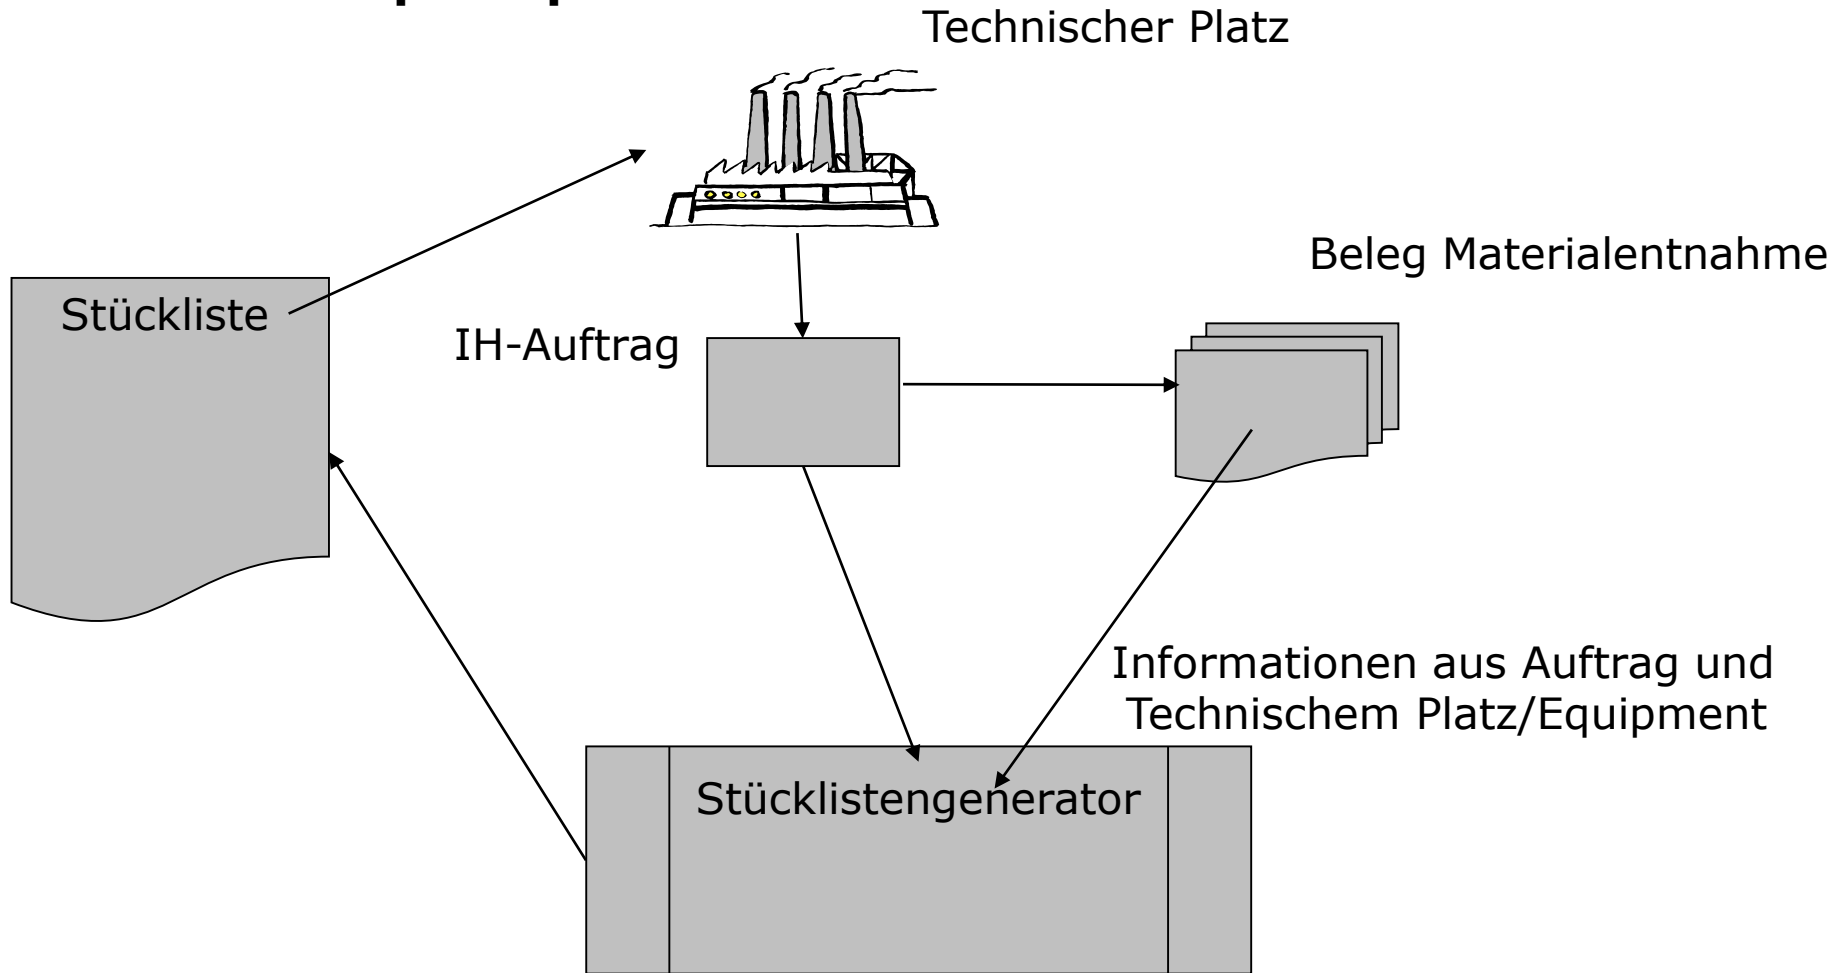 Technischer Platz
Beleg Materialentnahme
Stückliste
IH-Auftrag
Informationen aus Auftrag und
Technischem Platz/Equipment
Stücklistengenerator